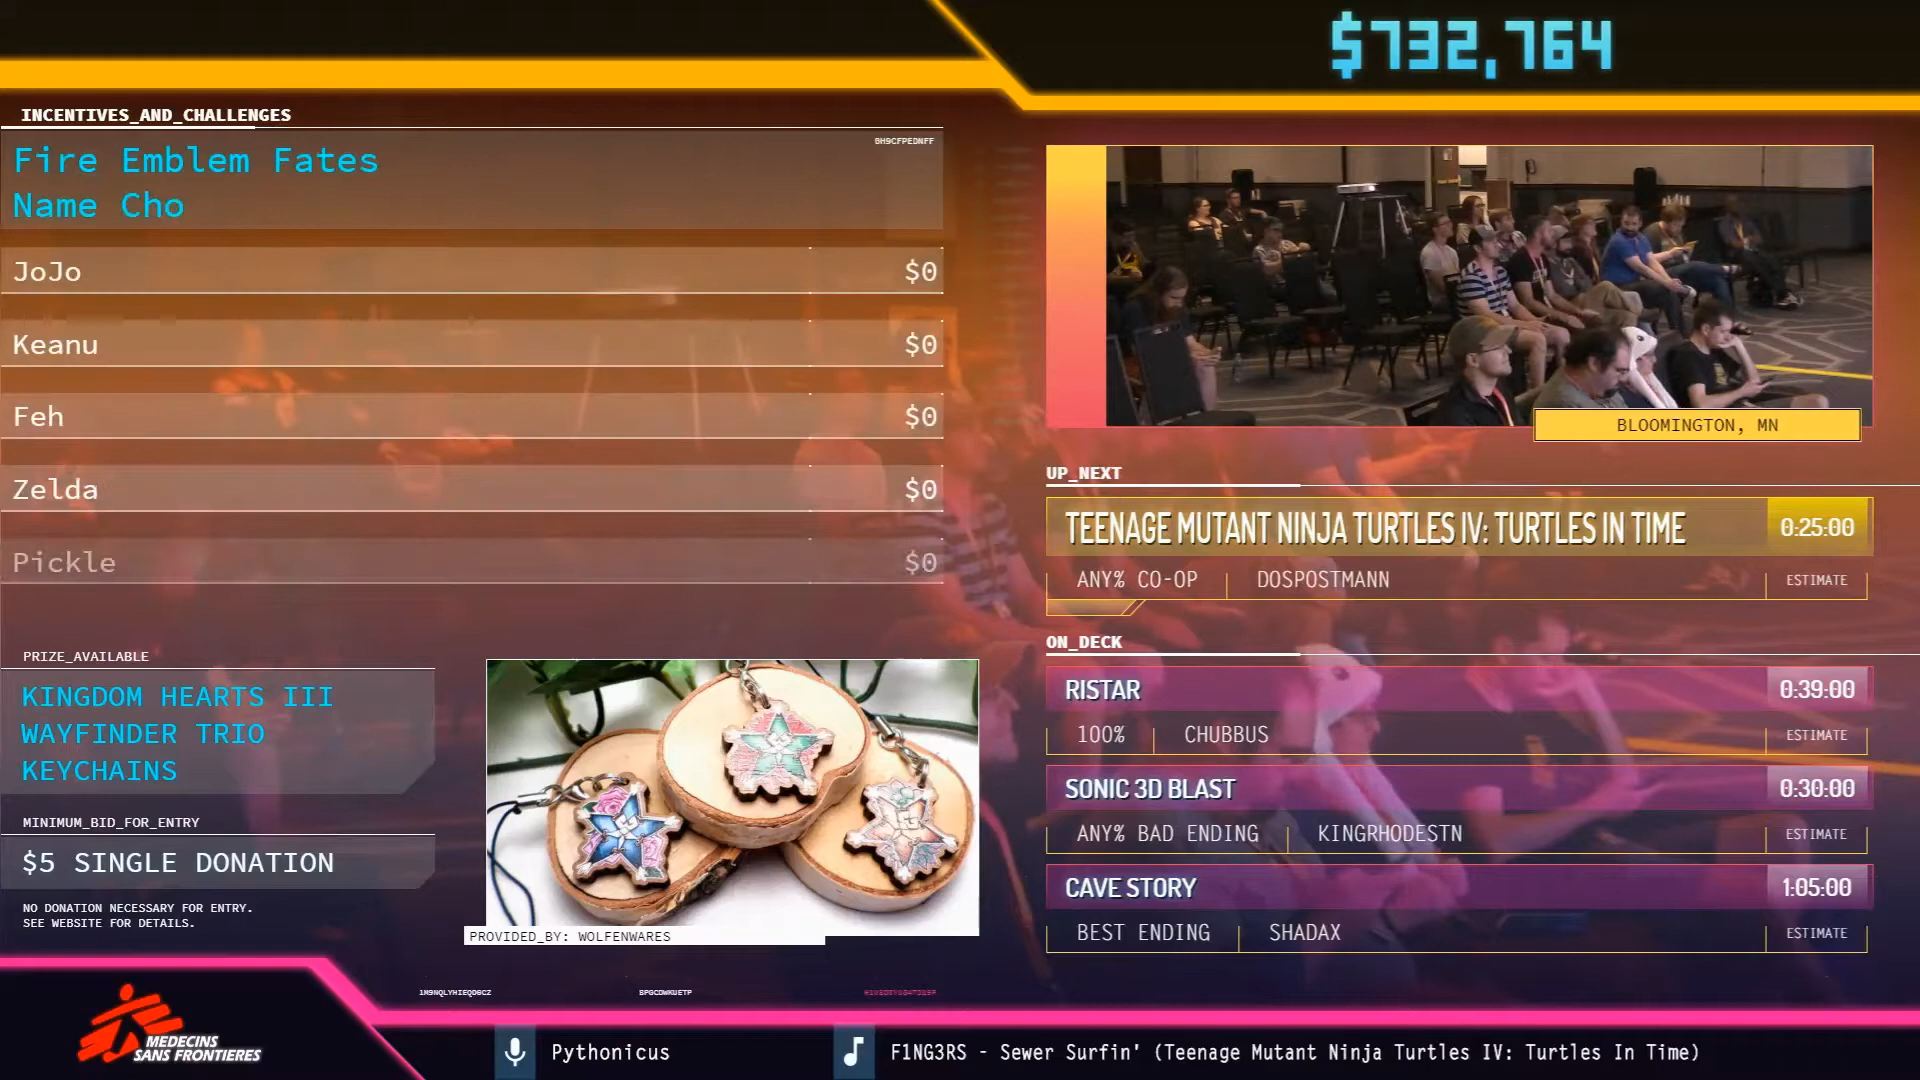 $732,764
INCENTIVES_AND_CHALLENGES
Fire Emblem Fates
Name Cho
0H9CFPEDNFF
JoJo $0
Keanu $0
Feh $0
Zelda $0
Pickle $0
PRIZE_AVAILABLE
KINGDOM HEARTS III
WAYFINDER TRIO
KEYCHAINS
MINIMUM_BID_FOR_ENTRY
$5 SINGLE DONATION
NO DONATION NECESSARY FOR ENTRY.
SEE WEBSITE FOR DETAILS.
PROVIDED_BY: WOLFENWARES
BLOOMINGTON, MN
UP_NEXT
TEENAGE MUTANT NINJA TURTLES IV: TURTLES IN TIME 0:25:00
ANY% CO-OP DOSPOSTMANN ESTIMATE
ON_DECK
RISTAR 0:39:00
100% CHUBBUS ESTIMATE
SONIC 3D BLAST 0:30:00
ANY% BAD ENDING KINGRHODESTN ESTIMATE
CAVE STORY 1:05:00
BEST ENDING SHADAX ESTIMATE
MEDECINS
SANS FRONTIERES
Pythonicus
F1NG3RS - Sewer Surfin' (Teenage Mutant Ninja Turtles IV: Turtles In Time)